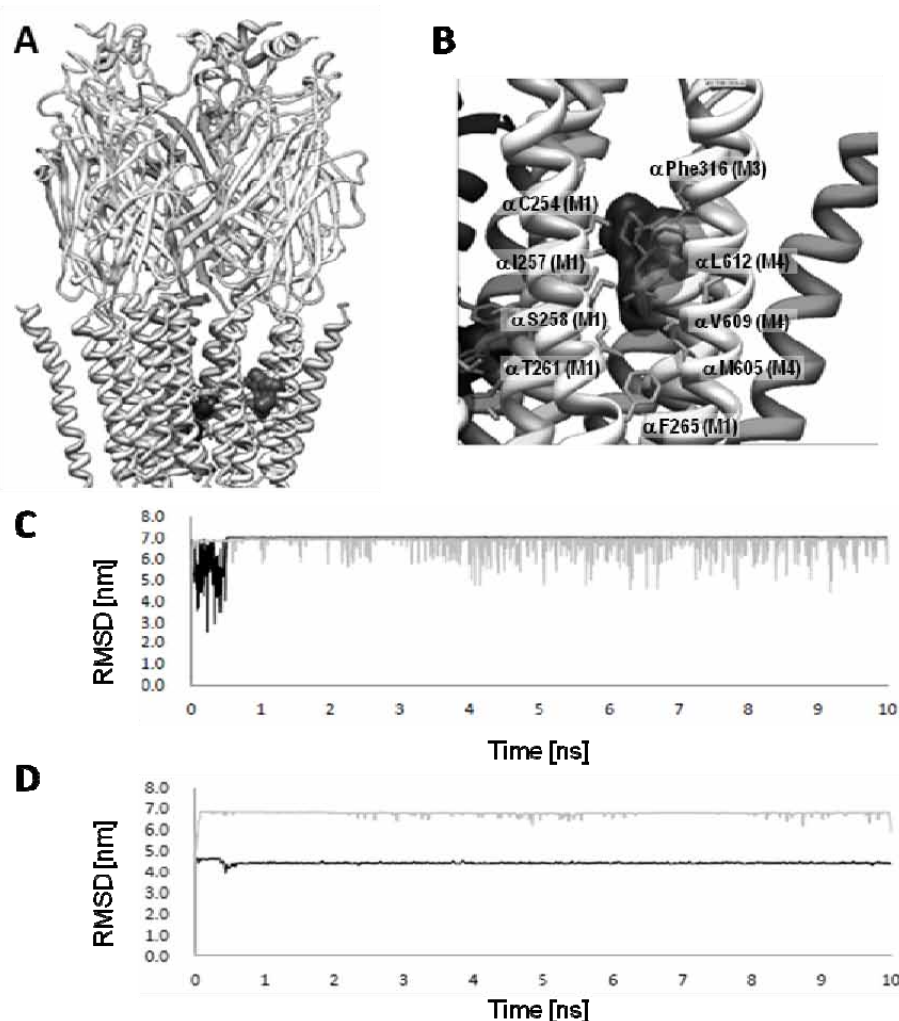 A
B
αPhe316 (M3)
αC254 (M1)
αI257 (M1)
αL612 (M4)
αS258 (M1)
αV609 (M4)
αT261 (M1)
αM605 (M4)
αF265 (M1)
C
RMSD [nm]
8.0
7.0
6.0
5.0
4.0
3.0
2.0
1.0
0.0
0 1 2 3 4 5 6 7 8 9 10
Time [ns]
D
RMSD [nm]
8.0
7.0
6.0
5.0
4.0
3.0
2.0
1.0
0.0
0 1 2 3 4 5 6 7 8 9 10
Time [ns]